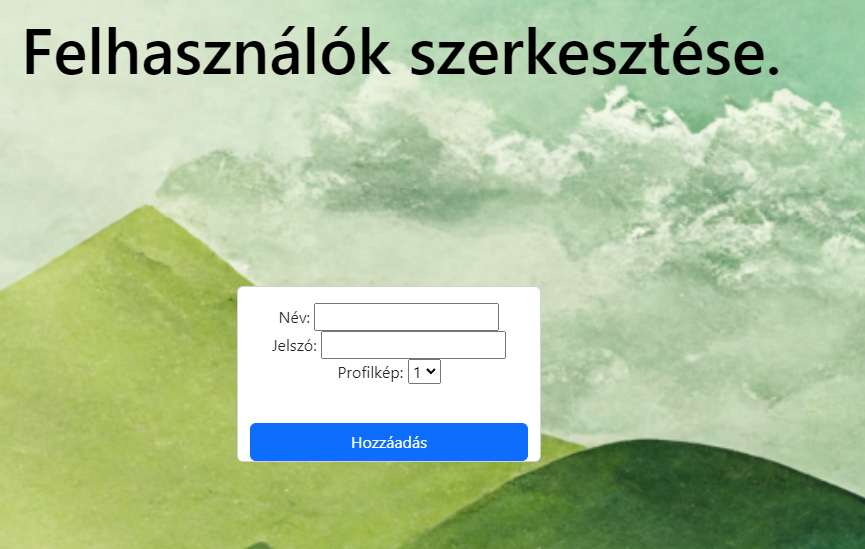 Felhasználók szerkesztése.
Név:
Jelszó:
Profilkép: 1
Hozzáadás